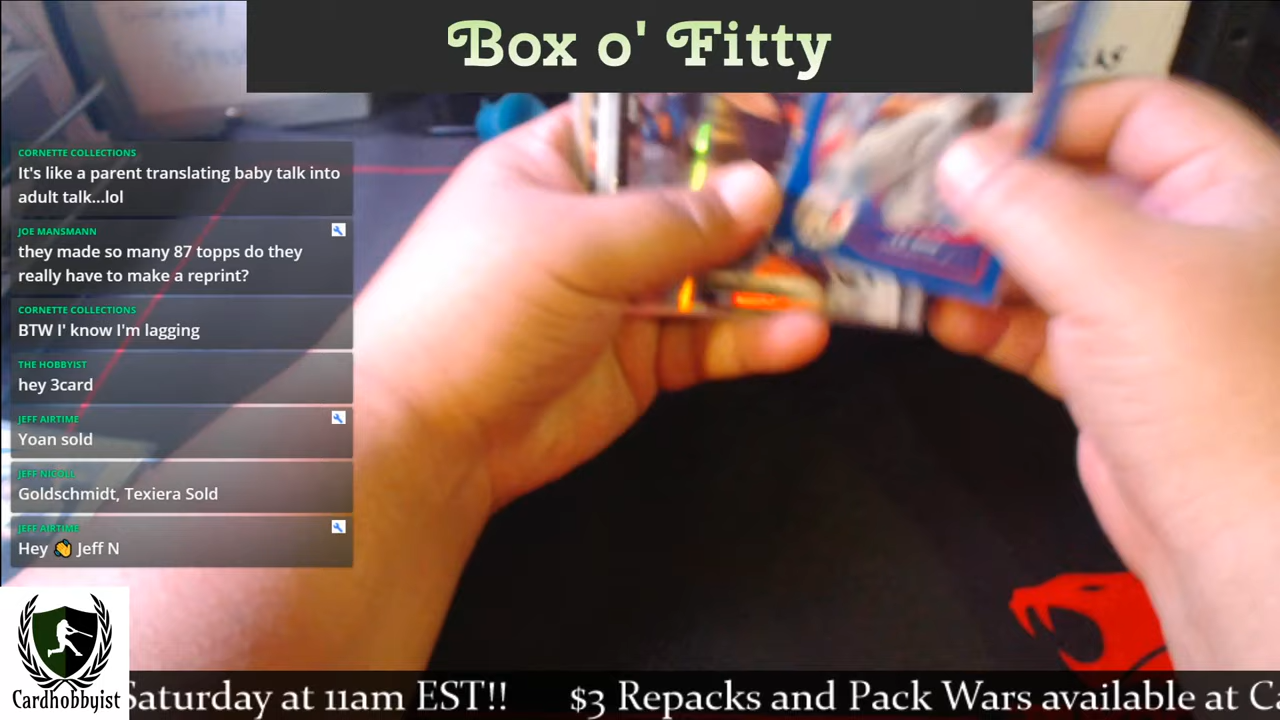 Box o' Fitty
CORNETTE COLLECTIONS
It's like a parent translating baby talk into
adult talk...lol
JOE MANSMANN
they made so many 87 topps do they
really have to make a reprint?
CORNETTE COLLECTIONS
BTW I' know I'm lagging
THE HOBBYIST
hey 3card
JEFF AIRTIME
Yoan sold
JEFF NICOLL
Goldschmidt, Texiera Sold
JEFF AIRTIME
Hey 👋 Jeff N
Cardhobbyist
Saturday at 11am EST!! $3 Repacks and Pack Wars available at Ca